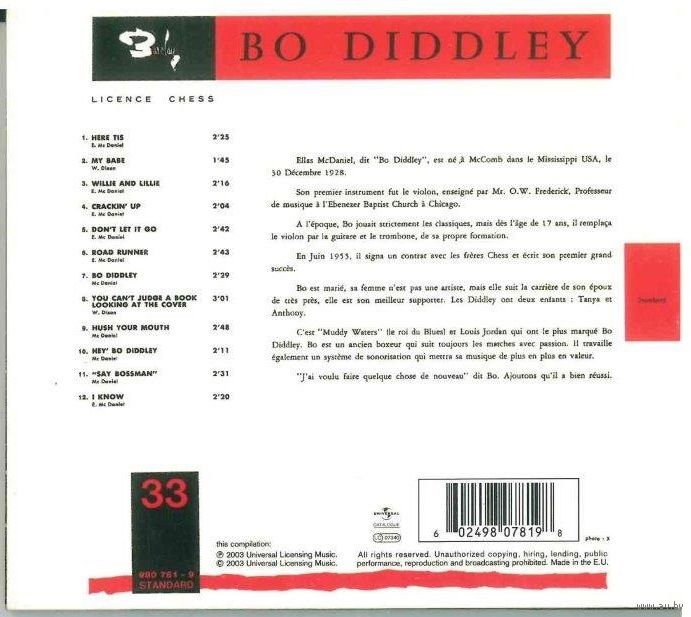 BO DIDDLEY
LICENCE CHESS
1. HERE TIS 2'25
E. Mc Daniel
2. MY BABE 1'45
W. Dixon
3. WILLIE AND LILLIE 2'16
E. Mc Daniel
4. CRACKIN' UP 2'04
E. Mc Daniel
5. DON'T LET IT GO 2'42
E. Mc Daniel
6. ROAD RUNNER 2'43
E. Mc Daniel
7. BO DIDDLEY 2'29
Mc Daniel
8. YOU CAN'T JUDGE A BOOK 3'01
LOOKING AT THE COVER
W. Dixon
9. HUSH YOUR MOUTH 2'48
Mc Daniel
10. HEY' BO DIDDLEY 2'11
Mc Daniel
11. "SAY BOSSMAN" 2'31
Mc Daniel
12. I KNOW 2'20
E. Mc Daniel
Ellas McDaniel, dit "Bo Diddley", est né à McComb dans le Mississippi USA, le
30 Décembre 1928.
Son premier instrument fut le violon, enseigné par Mr. O.W. Frederick, Professeur
de musique à l'Ebenezer Baptist Church à Chicago.
A l'époque, Bo jouait strictement les classiques, mais dès l'âge de 17 ans, il remplaça
le violon par la guitare et le trombone, de sa propre formation.
En Juin 1955, il signa un contrat avec les frères Chess et écrit son premier grand
succès.
Bo est marié, sa femme n'est pas une artiste, mais elle suit la carrière de son époux
de très près, elle est son meilleur supporter. Les Diddley ont deux enfants : Tanya et
Anthony.
C'est "Muddy Waters" (le roi du Blues) et Louis Jordan qui ont le plus marqué Bo
Diddley. Bo est un ancien boxeur qui suit toujours les matches avec passion. Il travaille
également un système de sonorisation qui mettra sa musique de plus en plus en valeur.
"J'ai voulu faire quelque chose de nouveau" dit Bo. Ajoutons qu'il a bien réussi.
33
980 761 - 9
STANDARD
this compilation:
℗ 2003 Universal Licensing Music.
© 2003 Universal Licensing Music.
UNIVERSAL
CATALOGUE
LC 07340
6 02498 07819 8
photo : X
All rights reserved. Unauthorized copying, hiring, lending, public
performance, reproduction and broadcasting prohibited. Made in the E.U.